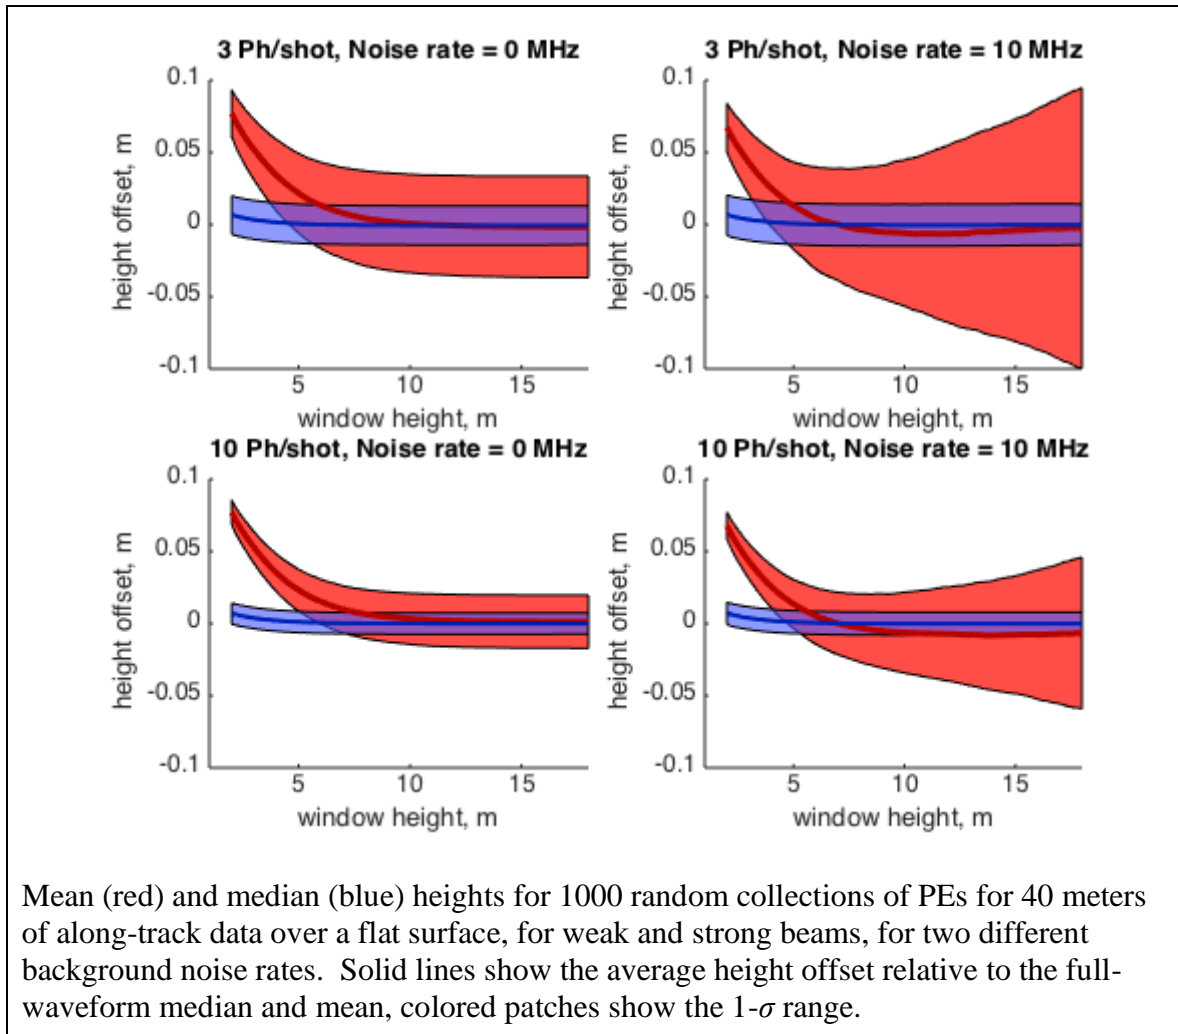 3 Ph/shot, Noise rate = 0 MHz
0.1
0.05
0
-0.05
-0.1
height offset, m
5 10 15
window height, m
3 Ph/shot, Noise rate = 10 MHz
0.1
0.05
0
-0.05
-0.1
height offset, m
5 10 15
window height, m
10 Ph/shot, Noise rate = 0 MHz
0.1
0.05
0
-0.05
-0.1
height offset, m
5 10 15
window height, m
10 Ph/shot, Noise rate = 10 MHz
0.1
0.05
0
-0.05
-0.1
height offset, m
5 10 15
window height, m
Mean (red) and median (blue) heights for 1000 random collections of PEs for 40 meters
of along-track data over a flat surface, for weak and strong beams, for two different
background noise rates.  Solid lines show the average height offset relative to the full-
waveform median and mean, colored patches show the 1-σ range.